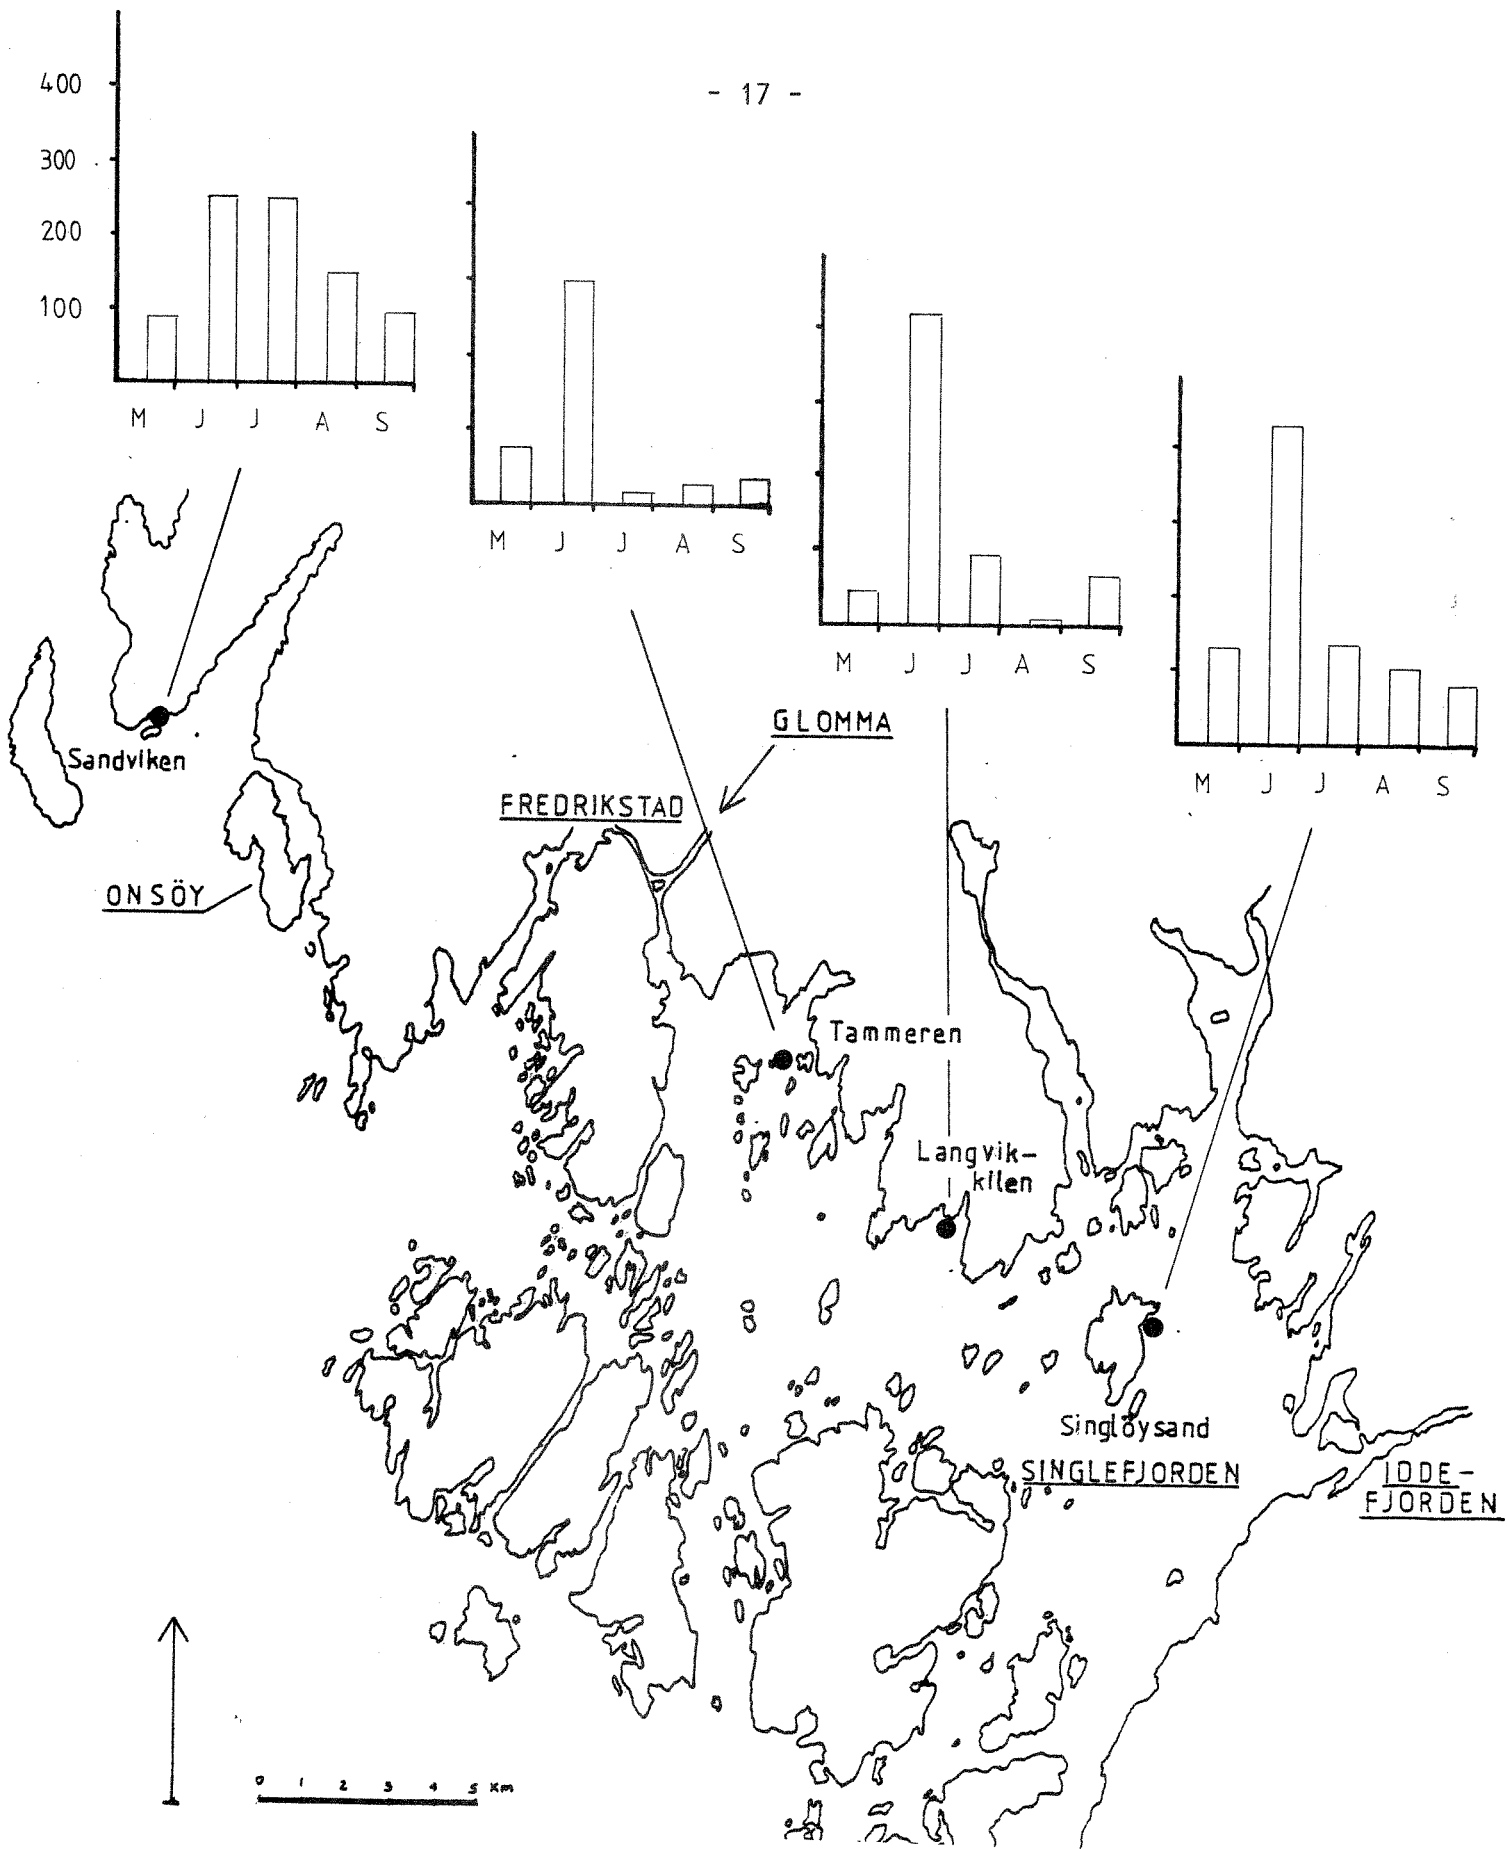 - 17 -
400
300
200
100
M J J A S
M J J A S
M J J A S
M J J A S
GLOMMA
Sandviken
FREDRIKSTAD
ONSÖY
Tammeren
Langvik-
kilen
Singlöysand
SINGLEFJORDEN
IDDE-
FJORDEN
0 1 2 3 4 5 Km